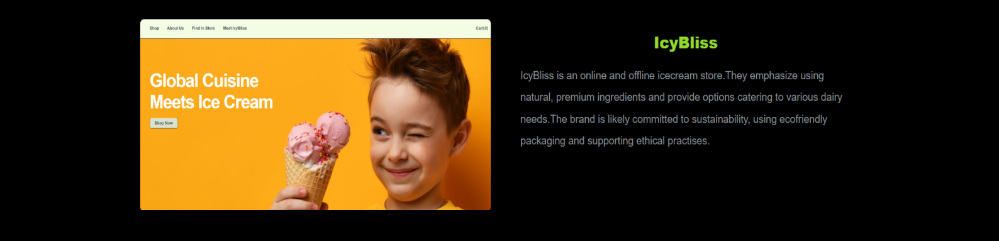 Shop About Us Find In Store Meet IcyBliss Cart(0)
Global Cuisine
Meets Ice Cream
Shop Now
IcyBliss
IcyBliss is an online and offline icecream store.They emphasize using
natural, premium ingredients and provide options catering to various dairy
needs.The brand is likely committed to sustainability, using ecofriendly
packaging and supporting ethical practises.